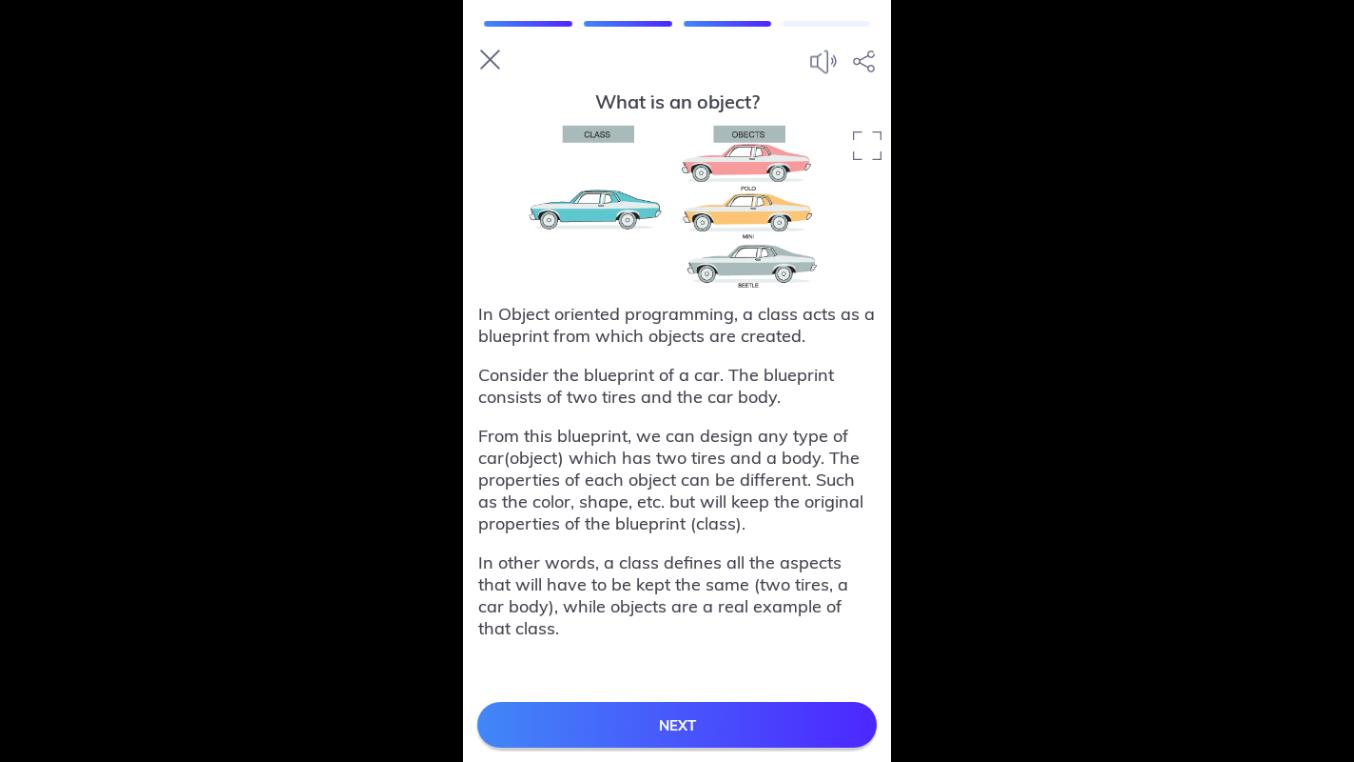 What is an object?
CLASS
OBECTS
POLO
MINI
BEETLE
In Object oriented programming, a class acts as a
blueprint from which objects are created.
Consider the blueprint of a car. The blueprint
consists of two tires and the car body.
From this blueprint, we can design any type of
car(object) which has two tires and a body. The
properties of each object can be different. Such
as the color, shape, etc. but will keep the original
properties of the blueprint (class).
In other words, a class defines all the aspects
that will have to be kept the same (two tires, a
car body), while objects are a real example of
that class.
NEXT